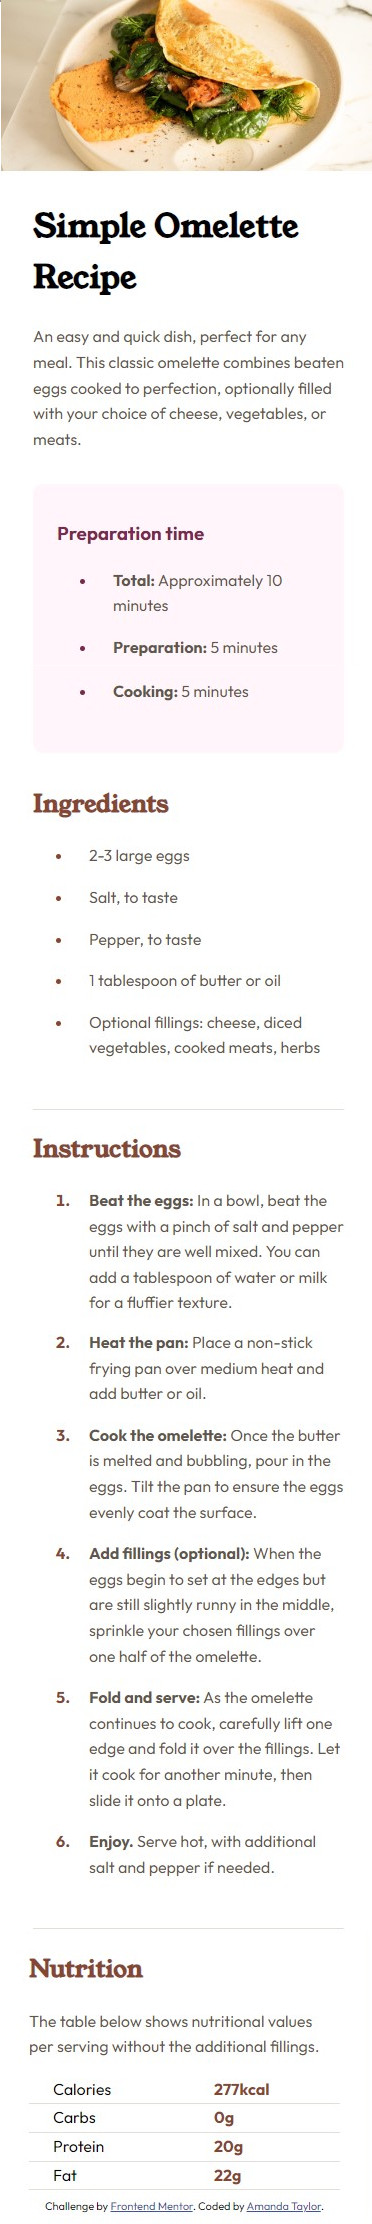 Simple Omelette
Recipe
An easy and quick dish, perfect for any
meal. This classic omelette combines beaten
eggs cooked to perfection, optionally filled
with your choice of cheese, vegetables, or
meats.
Preparation time
• Total: Approximately 10
minutes
• Preparation: 5 minutes
• Cooking: 5 minutes
Ingredients
• 2-3 large eggs
• Salt, to taste
• Pepper, to taste
• 1 tablespoon of butter or oil
• Optional fillings: cheese, diced
vegetables, cooked meats, herbs
Instructions
1. Beat the eggs: In a bowl, beat the
eggs with a pinch of salt and pepper
until they are well mixed. You can
add a tablespoon of water or milk
for a fluffier texture.
2. Heat the pan: Place a non-stick
frying pan over medium heat and
add butter or oil.
3. Cook the omelette: Once the butter
is melted and bubbling, pour in the
eggs. Tilt the pan to ensure the eggs
evenly coat the surface.
4. Add fillings (optional): When the
eggs begin to set at the edges but
are still slightly runny in the middle,
sprinkle your chosen fillings over
one half of the omelette.
5. Fold and serve: As the omelette
continues to cook, carefully lift one
edge and fold it over the fillings. Let
it cook for another minute, then
slide it onto a plate.
6. Enjoy. Serve hot, with additional
salt and pepper if needed.
Nutrition
The table below shows nutritional values
per serving without the additional fillings.
Calories 277kcal
Carbs 0g
Protein 20g
Fat 22g
Challenge by Frontend Mentor. Coded by Amanda Taylor.